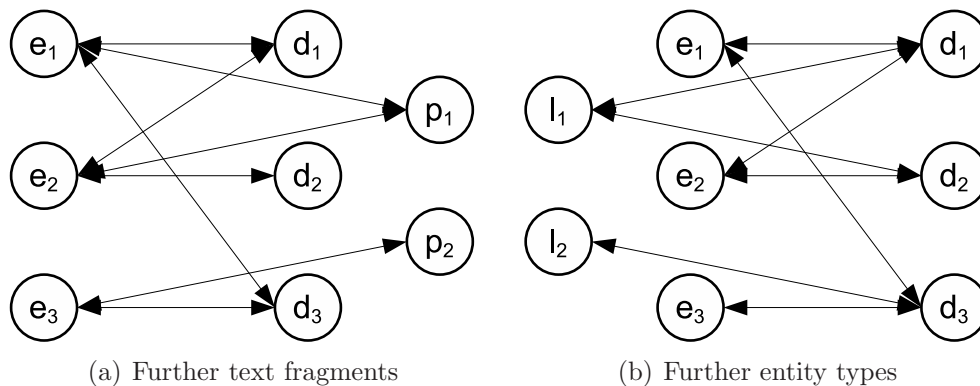 e1 d1 e1 d1
p1 l1
e2 d2 e2 d2
p2 l2
e3 d3 e3 d3
(a) Further text fragments (b) Further entity types